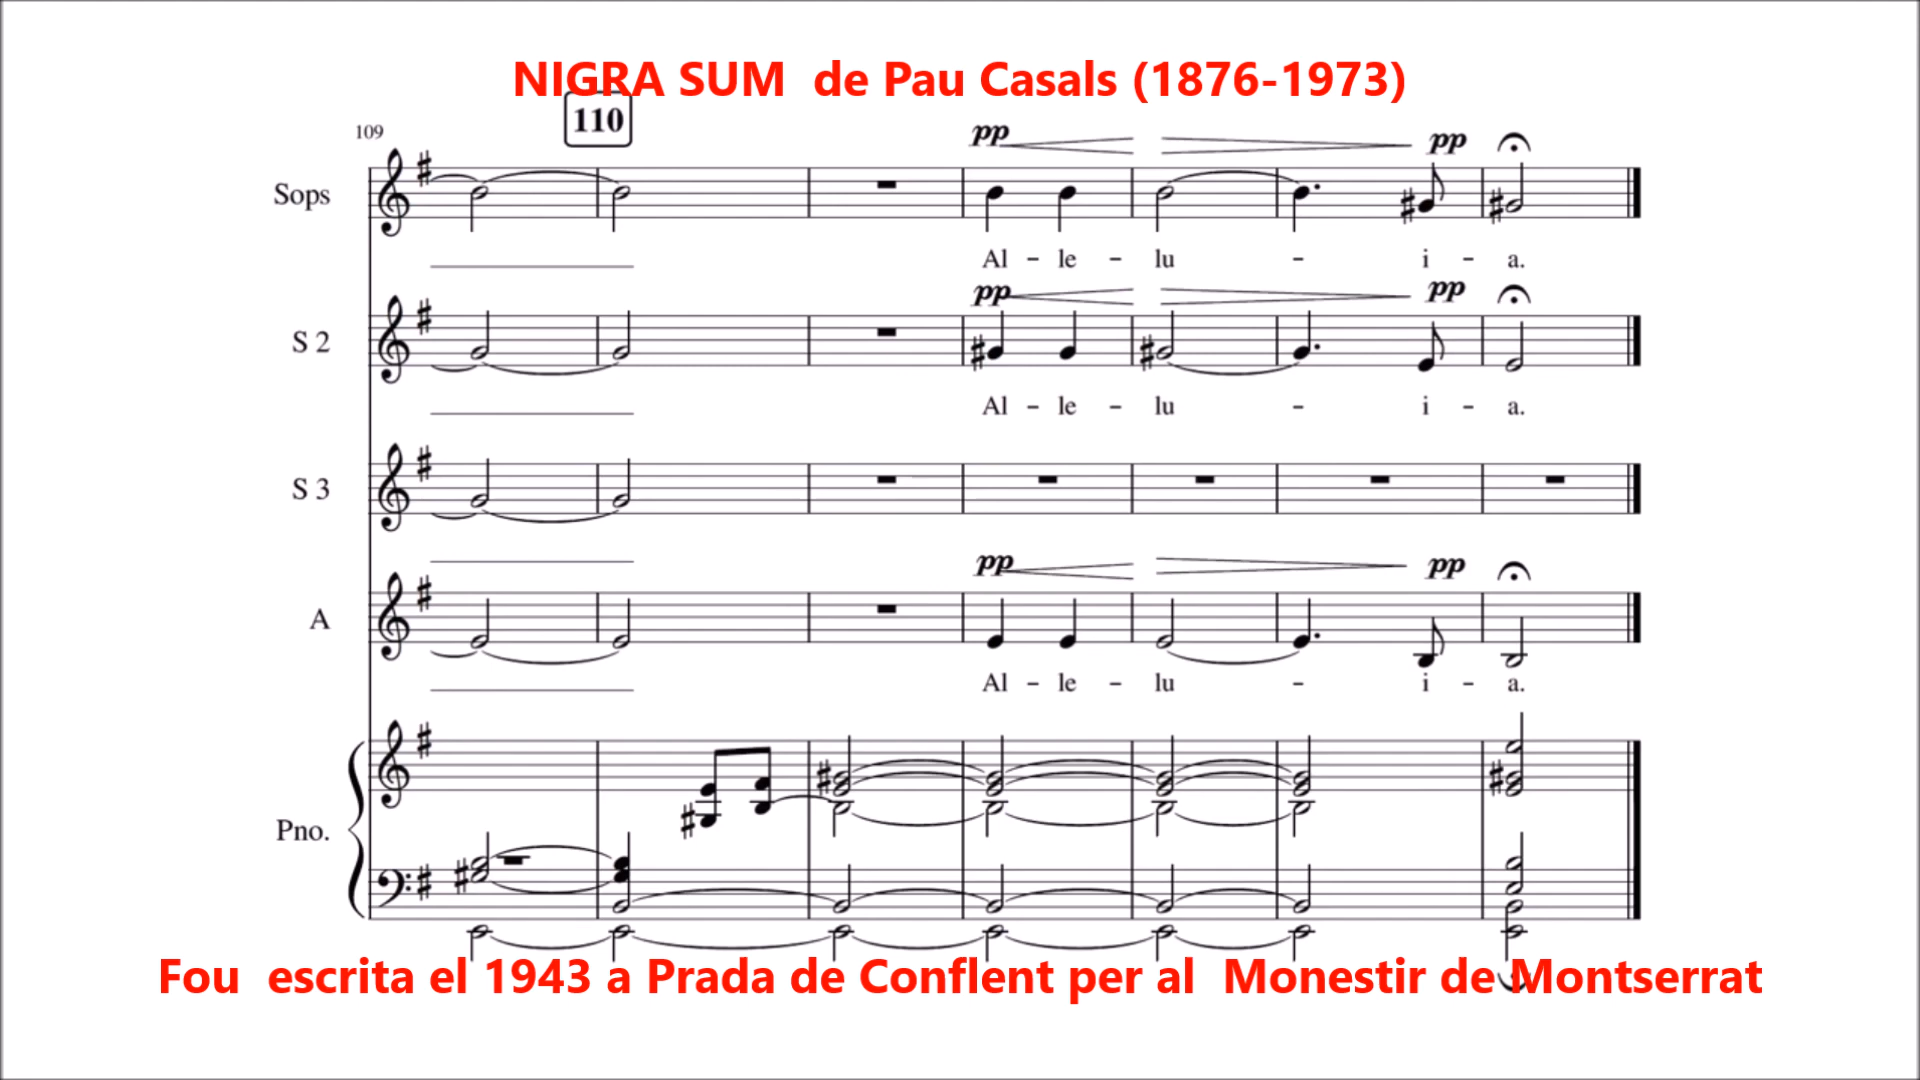 NIGRA SUM de Pau Casals (1876-1973)
109
110
pp pp
Sops
Al - le - lu - i - a.
pp pp
S 2
Al - le - lu - i - a.
S 3
pp pp
A
Al - le - lu - i - a.
Pno.
Fou escrita el 1943 a Prada de Conflent per al Monestir de Montserrat